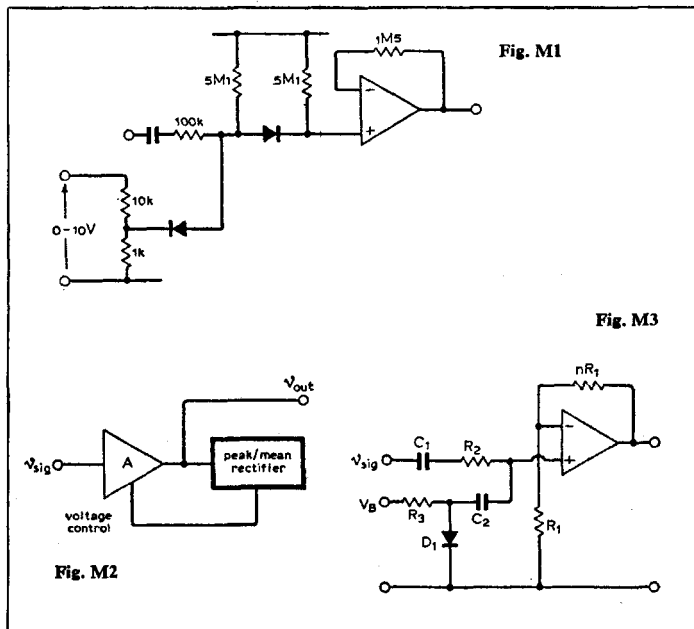 1M5
Fig. M1
5M1
5M1
100k
10k
0-10V
1k
Fig. M3
vout
nR1
vsig
A
peak/mean
rectifier
voltage
control
Fig. M2
C1
R2
vsig
VB
R3
C2
R1
D1